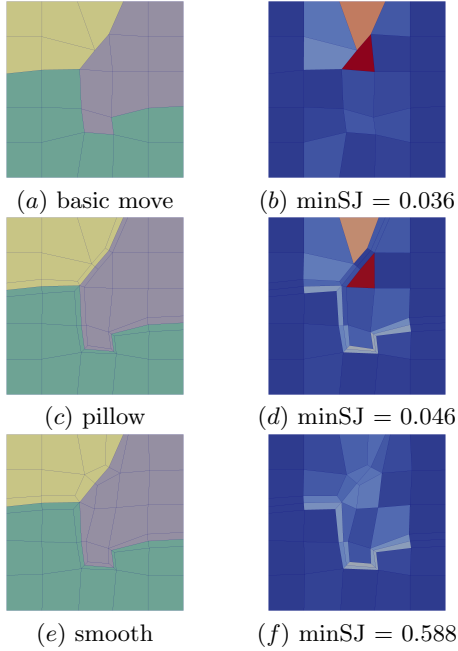 (a) basic move
(b) minSJ = 0.036
(c) pillow
(d) minSJ = 0.046
(e) smooth
(f) minSJ = 0.588